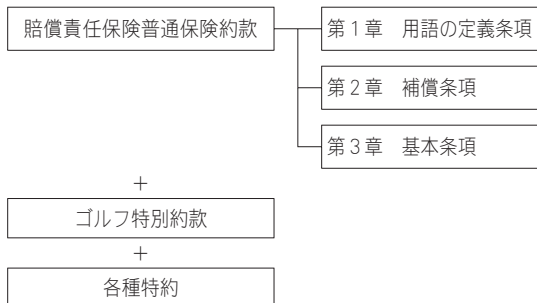 賠償責任保険普通保険約款
第1章 用語の定義条項
第2章 補償条項
第3章 基本条項
+
ゴルフ特別約款
+
各種特約